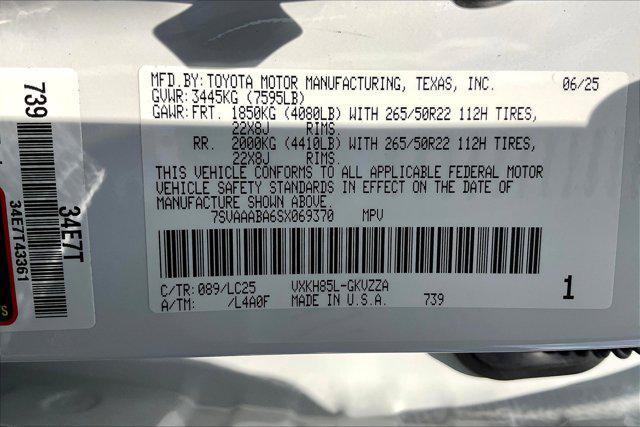 MFD.BY: TOYOTA MOTOR MANUFACTURING, TEXAS, INC. 06/25
GVWR: 3445KG (7595LB)
GAWR: FRT. 1850KG (4080LB) WITH 265/50R22 112H TIRES,
22X8J RIMS.
RR. 2000KG (4410LB) WITH 265/50R22 112H TIRES,
22X8J RIMS.
THIS VEHICLE CONFORMS TO ALL APPLICABLE FEDERAL MOTOR
VEHICLE SAFETY STANDARDS IN EFFECT ON THE DATE OF
MANUFACTURE SHOWN ABOVE.
7SVAAABA6SX069370 MPV
C/TR: 089/LC25 VXKH85L-GKVZZA 1
A/TM: /L4A0F MADE IN U.S.A. 739
739
34E7T
34E7T43361